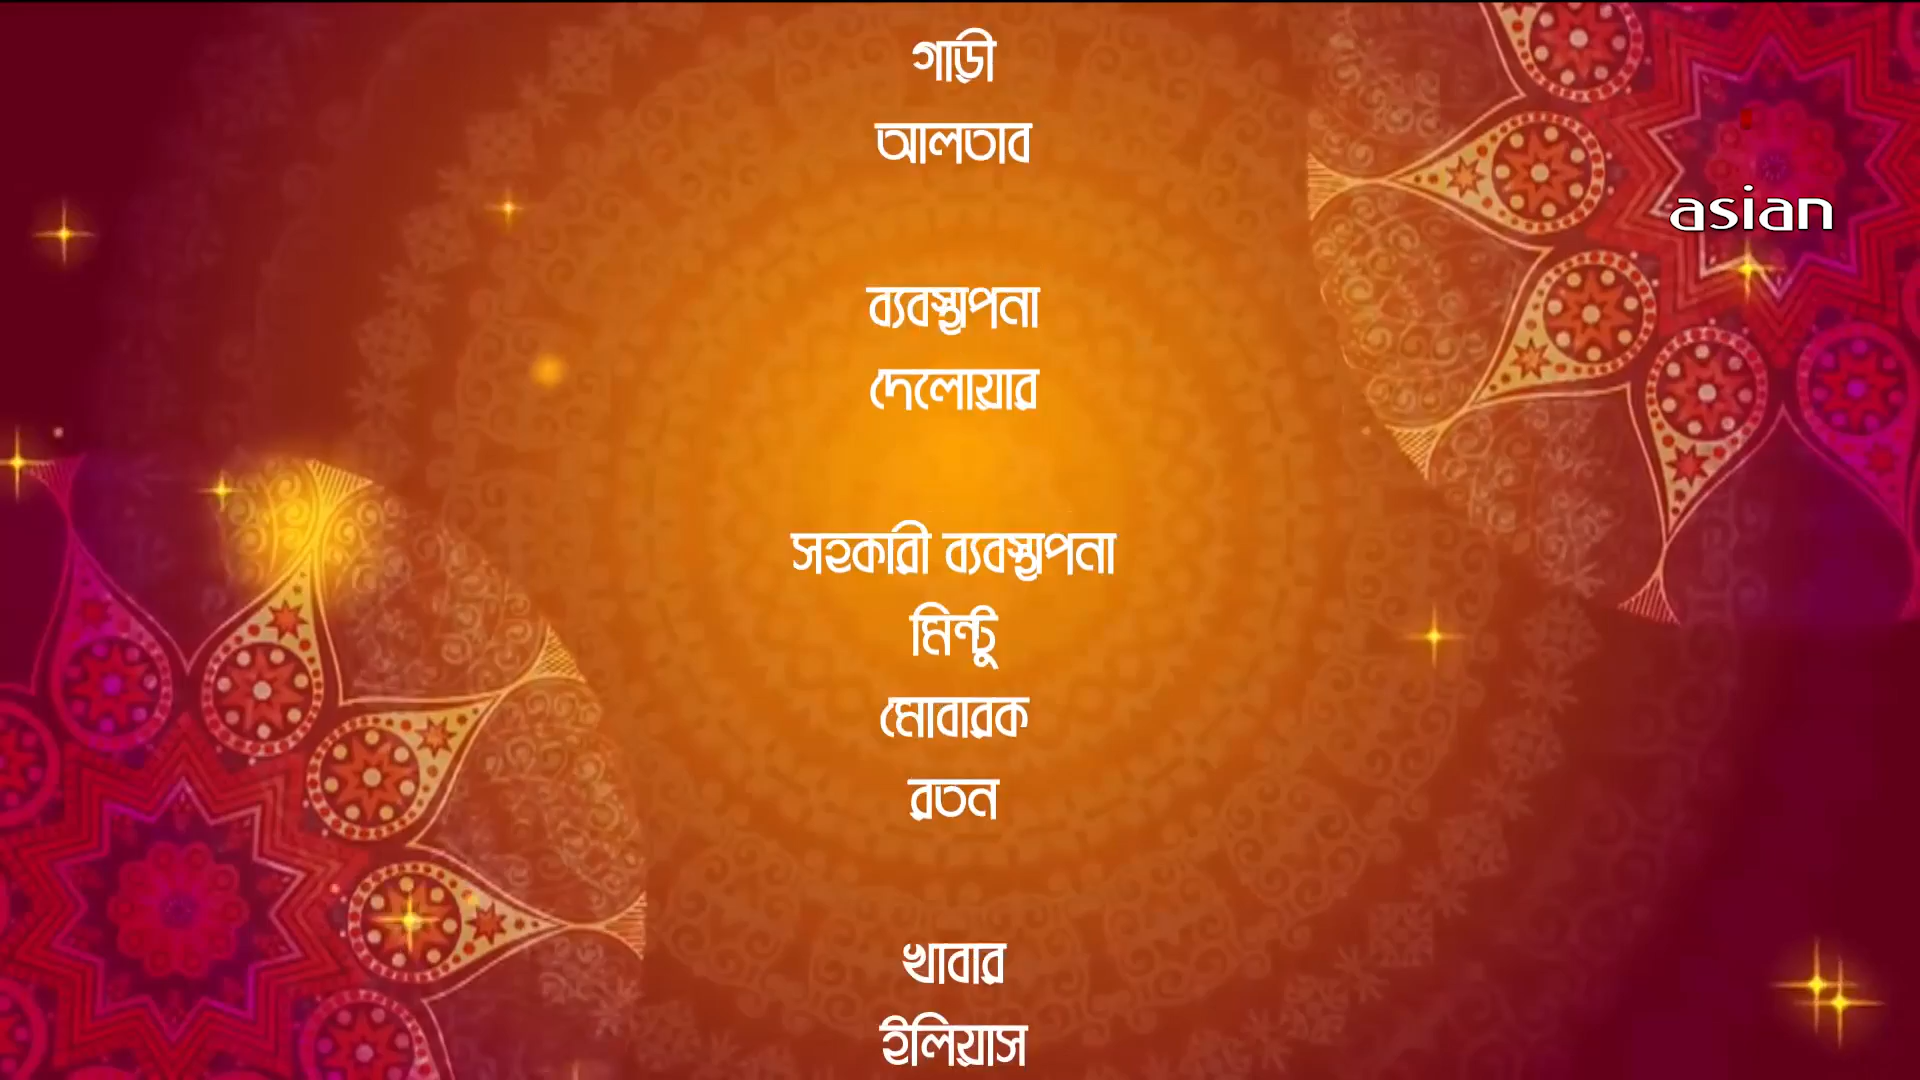 গাড়ী
আলতাব
asian
ব্যবস্থাপনা
দেলোয়ার
সহকারী ব্যবস্থাপনা
মিন্টু
মোবারক
রতন
খাবার
ইলিয়াস